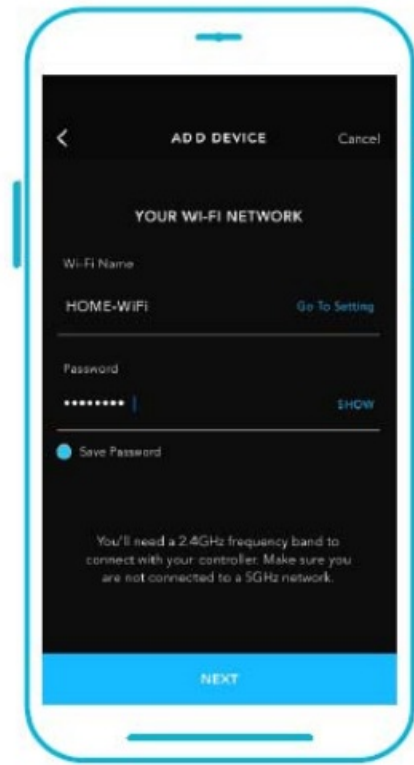 ADD DEVICE Cancel
YOUR WI-FI NETWORK
Wi-Fi Name
HOME-WiFi Go To Setting
Password
•••••••• SHOW
Save Password
You'll need a 2.4GHz frequency band to
connect with your controller. Make sure you
are not connected to a 5GHz network.
NEXT